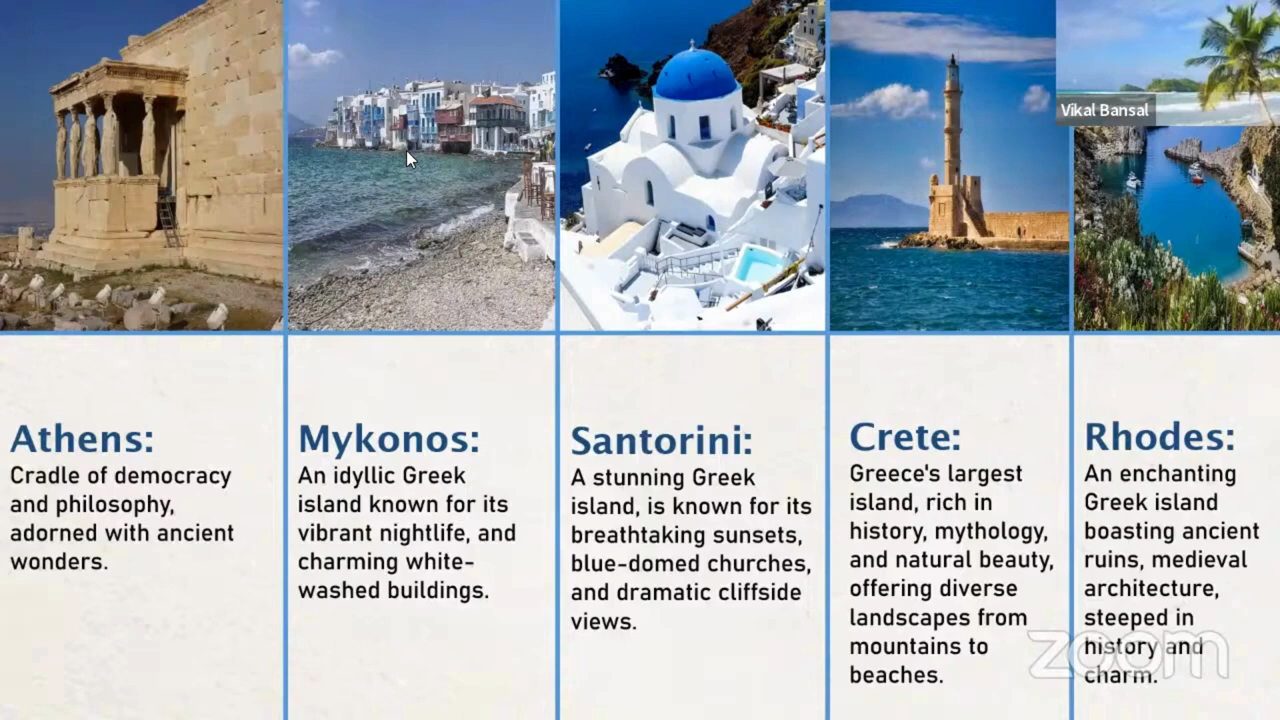 Vikal Bansal
Athens:
Cradle of democracy
and philosophy,
adorned with ancient
wonders.
Mykonos:
An idyllic Greek
island known for its
vibrant nightlife, and
charming white-
washed buildings.
Santorini:
A stunning Greek
island, is known for its
breathtaking sunsets,
blue-domed churches,
and dramatic cliffside
views.
Crete:
Greece's largest
island, rich in
history, mythology,
and natural beauty,
offering diverse
landscapes from
mountains to
beaches.
Rhodes:
An enchanting
Greek island
boasting ancient
ruins, medieval
architecture,
steeped in
history and
charm.
zoom